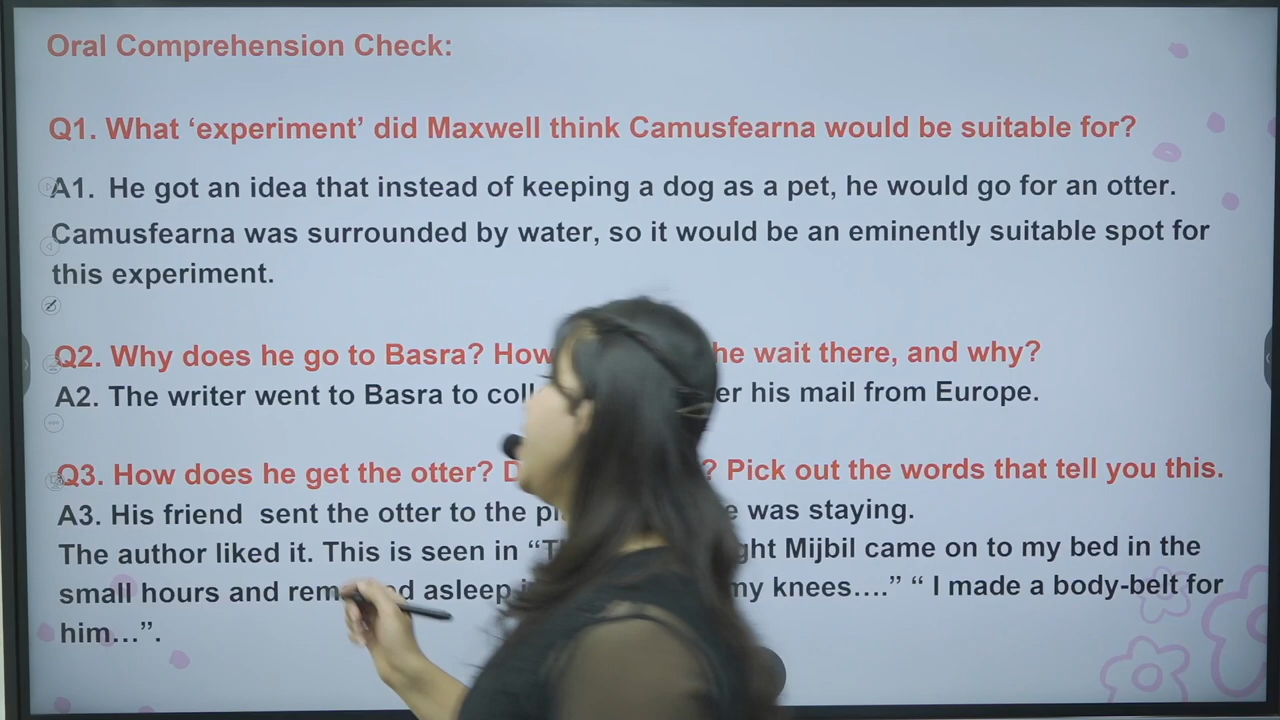 Oral Comprehension Check:
Q1. What ‘experiment’ did Maxwell think Camusfearna would be suitable for?
A1. He got an idea that instead of keeping a dog as a pet, he would go for an otter.
Camusfearna was surrounded by water, so it would be an eminently suitable spot for
this experiment.
Q2. Why does he go to Basra? How he wait there, and why?
A2. The writer went to Basra to his mail from Europe.
Q3. How does he get the otter? ? Pick out the words that tell you this.
A3. His friend sent the otter to the was staying.
The author liked it. This is seen in “ Mijbil came on to my bed in the
small hours and asleep my knees….” “ I made a body-belt for
him…”.